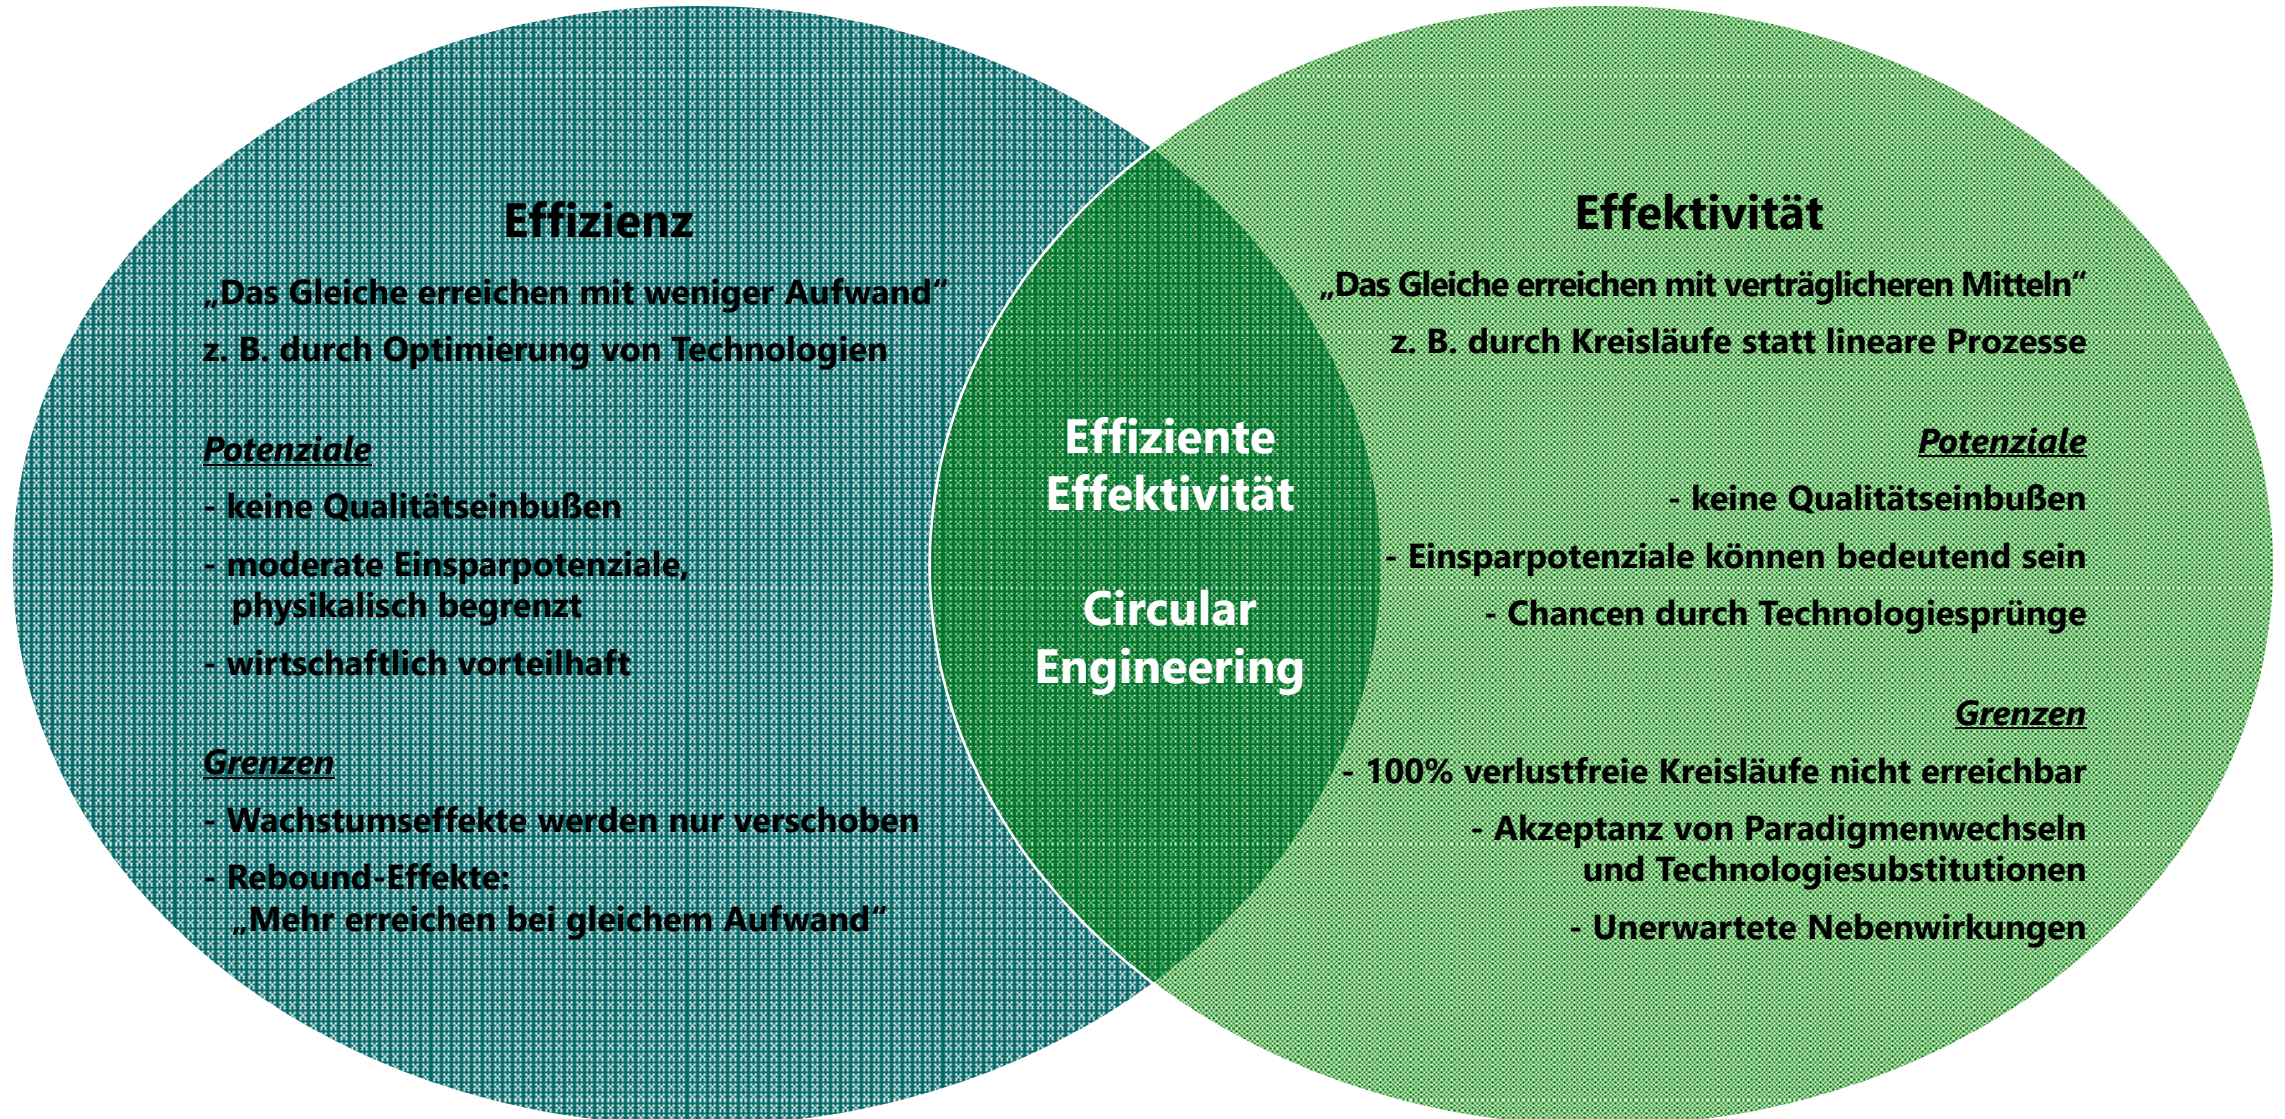 Effizienz
„Das Gleiche erreichen mit weniger Aufwand“
z. B. durch Optimierung von Technologien
Potenziale
- keine Qualitätseinbußen
- moderate Einsparpotenziale,
physikalisch begrenzt
- wirtschaftlich vorteilhaft
Grenzen
- Wachstumseffekte werden nur verschoben
- Rebound-Effekte:
„Mehr erreichen bei gleichem Aufwand“
Effiziente
Effektivität
Circular
Engineering
Effektivität
„Das Gleiche erreichen mit verträglicheren Mitteln“
z. B. durch Kreisläufe statt lineare Prozesse
Potenziale
- keine Qualitätseinbußen
- Einsparpotenziale können bedeutend sein
- Chancen durch Technologiesprünge
Grenzen
- 100% verlustfreie Kreisläufe nicht erreichbar
- Akzeptanz von Paradigmenwechseln
und Technologiesubstitutionen
- Unerwartete Nebenwirkungen